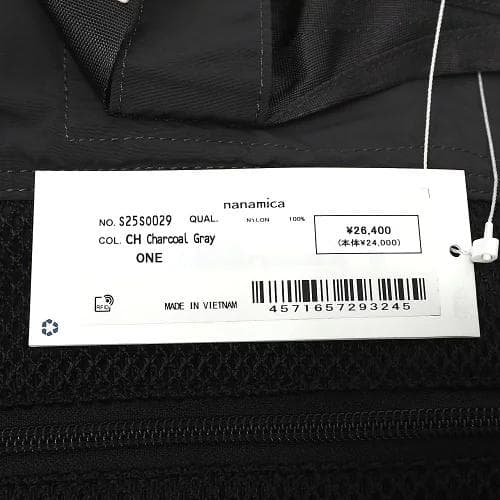 nanamica
NO. S25S0029 QUAL. NYLON 100%
COL. CH Charcoal Gray
ONE
¥26,400
(本体¥24,000)
RFID
MADE IN VIETNAM
4571657293245